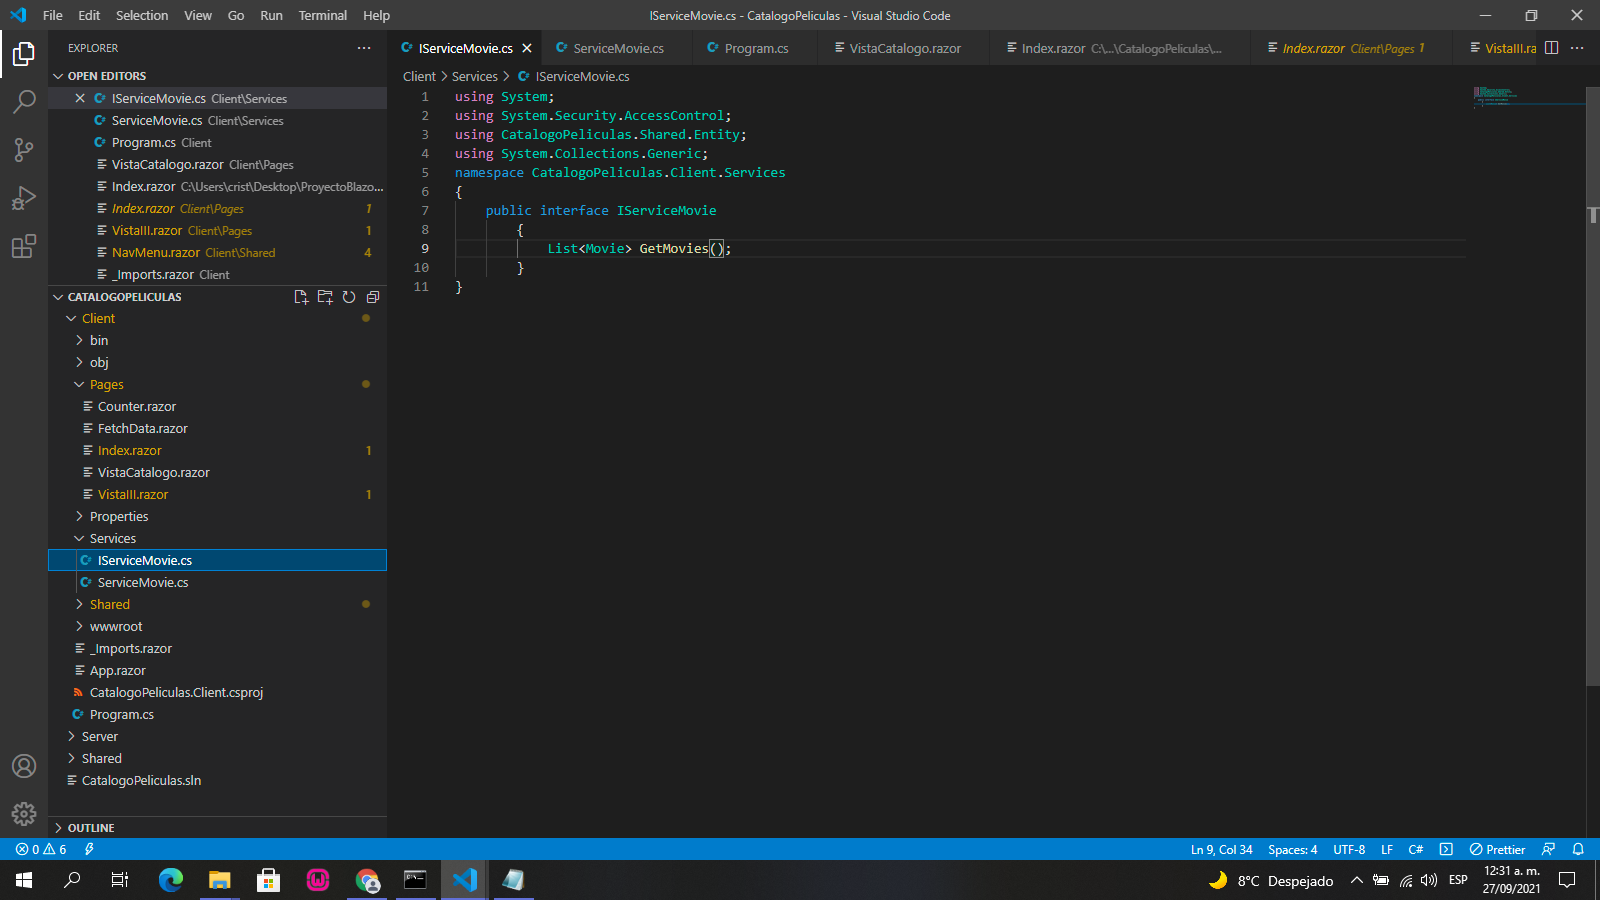 File Edit Selection View Go Run Terminal Help
IServiceMovie.cs - CatalogoPeliculas - Visual Studio Code
EXPLORER
OPEN EDITORS
IServiceMovie.cs Client\Services
ServiceMovie.cs Client\Services
Program.cs Client
VistaCatalogo.razor Client\Pages
Index.razor C:\Users\crist\Desktop\ProyectoBlazo...
Index.razor Client\Pages 1
VistaIII.razor Client\Pages 1
NavMenu.razor Client\Shared 4
_Imports.razor Client
CATALOGOPELICULAS
Client
bin
obj
Pages
Counter.razor
FetchData.razor
Index.razor 1
VistaCatalogo.razor
VistaIII.razor 1
Properties
Services
IServiceMovie.cs
ServiceMovie.cs
Shared
wwwroot
_Imports.razor
App.razor
CatalogoPeliculas.Client.csproj
Program.cs
Server
Shared
CatalogoPeliculas.sln
OUTLINE
IServiceMovie.cs ServiceMovie.cs Program.cs VistaCatalogo.razor Index.razor C:\...\CatalogoPeliculas\... Index.razor Client\Pages 1 VistaIII.ra
Client > Services > IServiceMovie.cs
1 using System;
2 using System.Security.AccessControl;
3 using CatalogoPeliculas.Shared.Entity;
4 using System.Collections.Generic;
5 namespace CatalogoPeliculas.Client.Services
6 {
7 public interface IServiceMovie
8 {
9 List<Movie> GetMovies();
10 }
11 }
0 6
Ln 9, Col 34 Spaces: 4 UTF-8 LF C# Prettier
8°C Despejado ESP 12:31 a. m.
27/09/2021